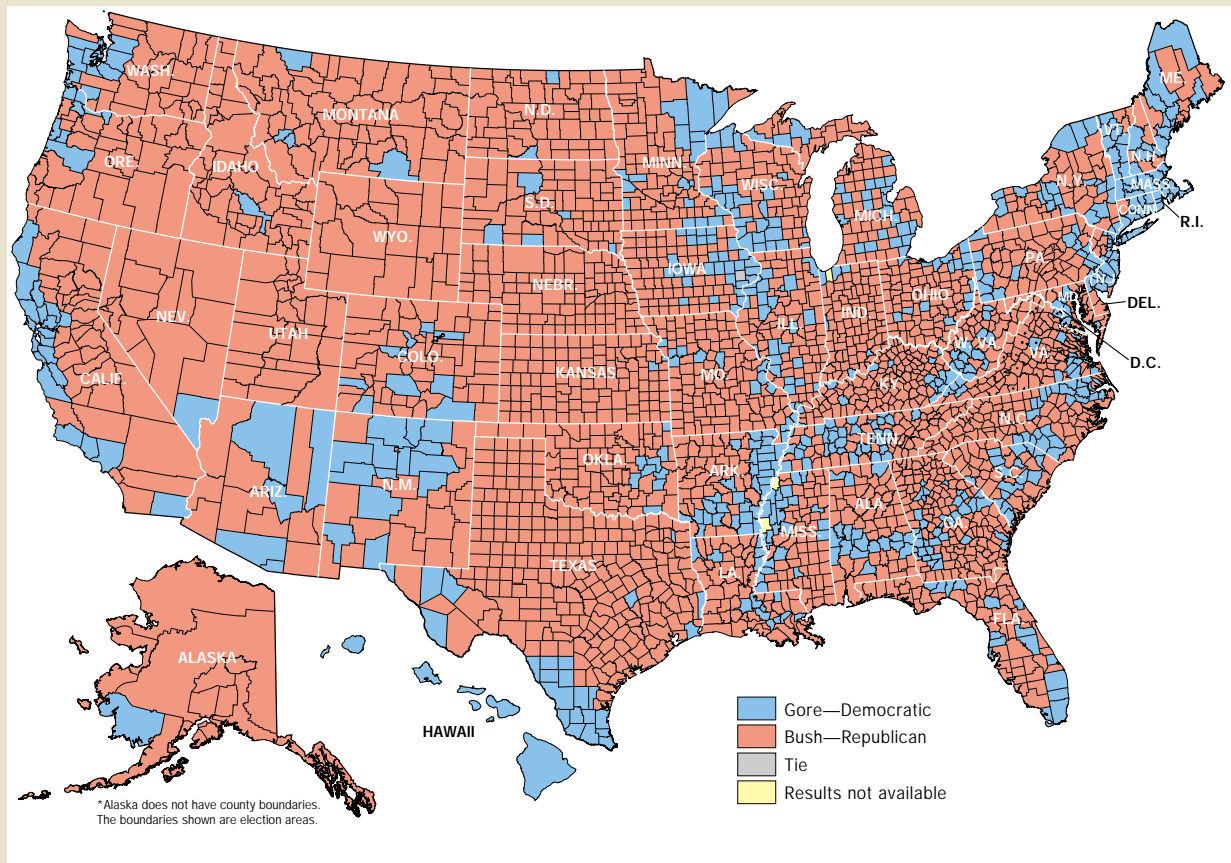 WASH.
ORE.
IDAHO
MONTANA
N.D.
S.D.
WYO.
NEBR.
NEV.
UTAH
COLO.
KANSAS
CALIF.
ARIZ.
N.M.
OKLA.
TEXAS
MINN.
WISC.
IOWA
MO.
ARK.
LA.
ILL.
MICH.
IND.
OHIO
KY.
TENN.
MISS.
ALA.
GA.
FLA.
S.C.
N.C.
VA.
W. VA.
PA.
N.Y.
VT.
N.H.
ME.
MASS.
CONN.
R.I.
N.J.
MD.
DEL.
D.C.
ALASKA
HAWAII
Gore—Democratic
Bush—Republican
Tie
Results not available
*Alaska does not have county boundaries.
The boundaries shown are election areas.